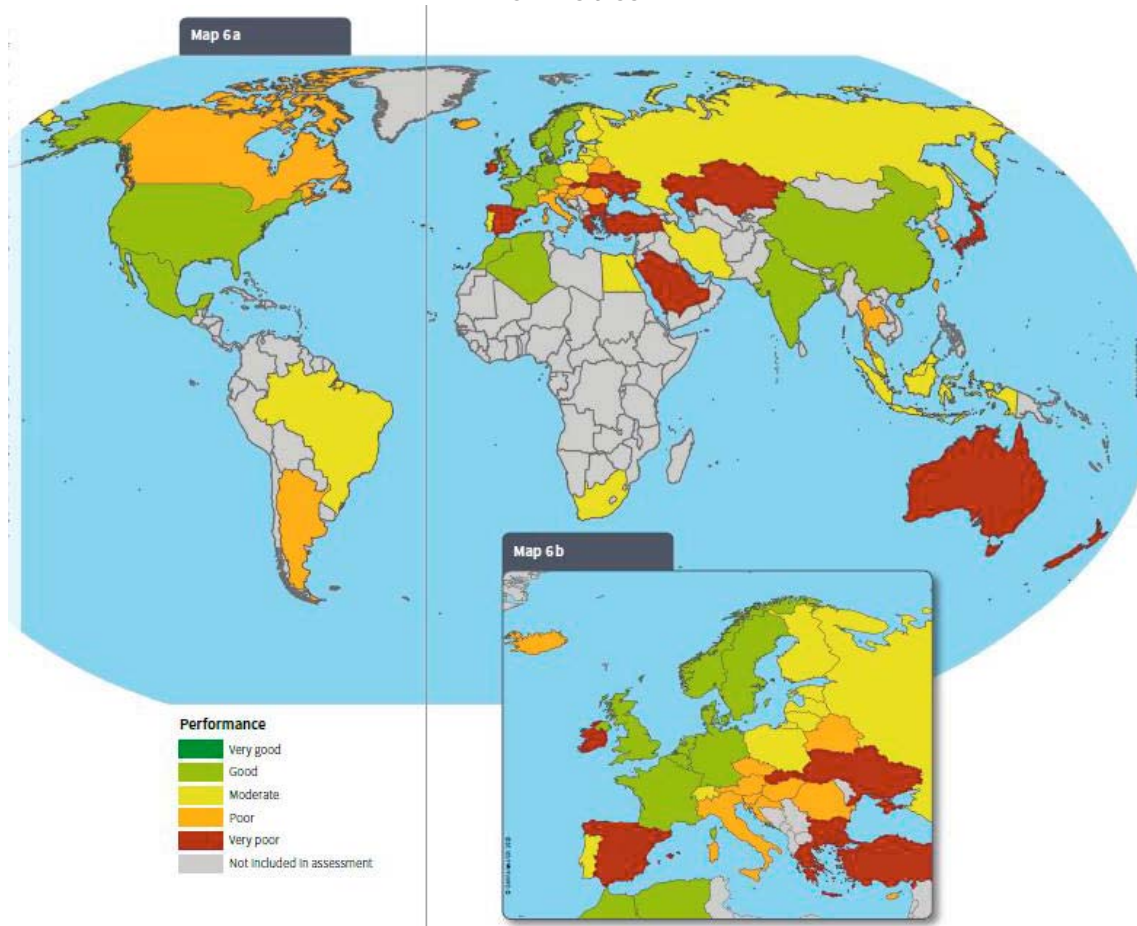 Map 6a
Map 6b
Performance
Very good
Good
Moderate
Poor
Very poor
Not included in assessment